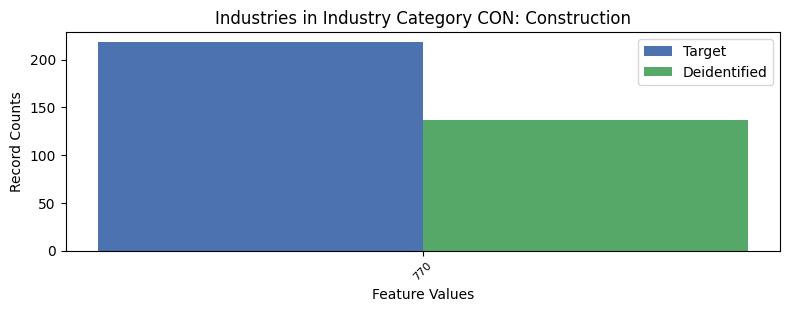 Industries in Industry Category CON: Construction
Target
Deidentified
Record Counts
200
150
100
50
0
770
Feature Values